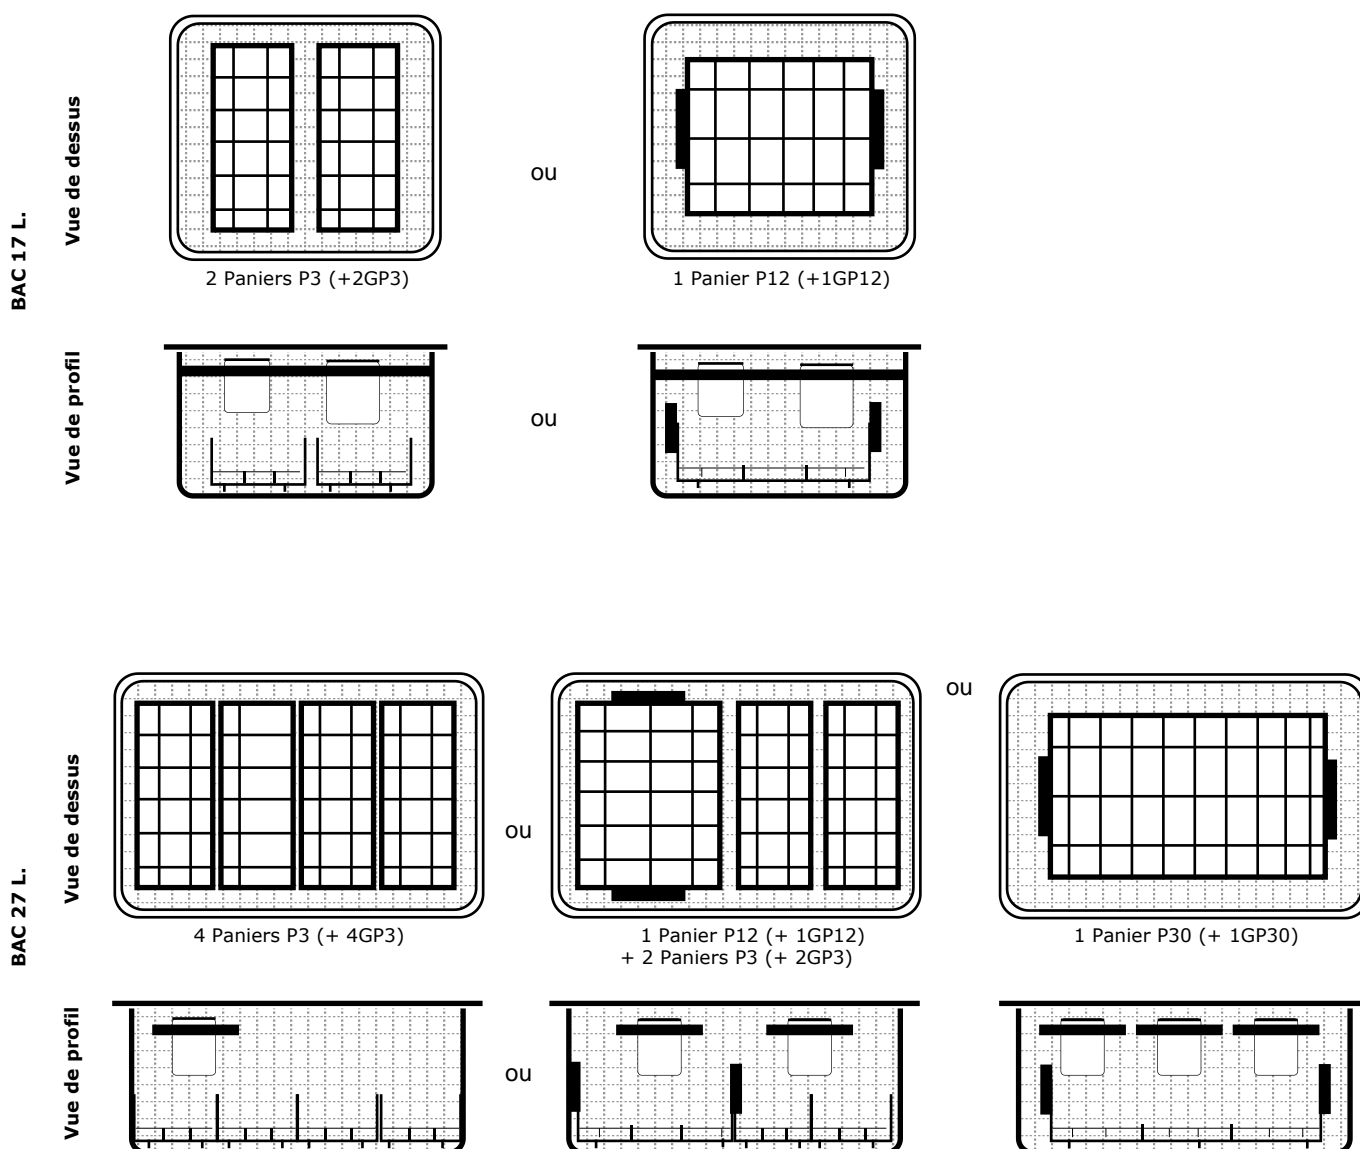 BAC 17 L.
Vue de dessus
ou
2 Paniers P3 (+2GP3)
1 Panier P12 (+1GP12)
Vue de profil
ou
BAC 27 L.
Vue de dessus
ou
ou
4 Paniers P3 (+ 4GP3)
1 Panier P12 (+ 1GP12)
+ 2 Paniers P3 (+ 2GP3)
1 Panier P30 (+ 1GP30)
Vue de profil
ou